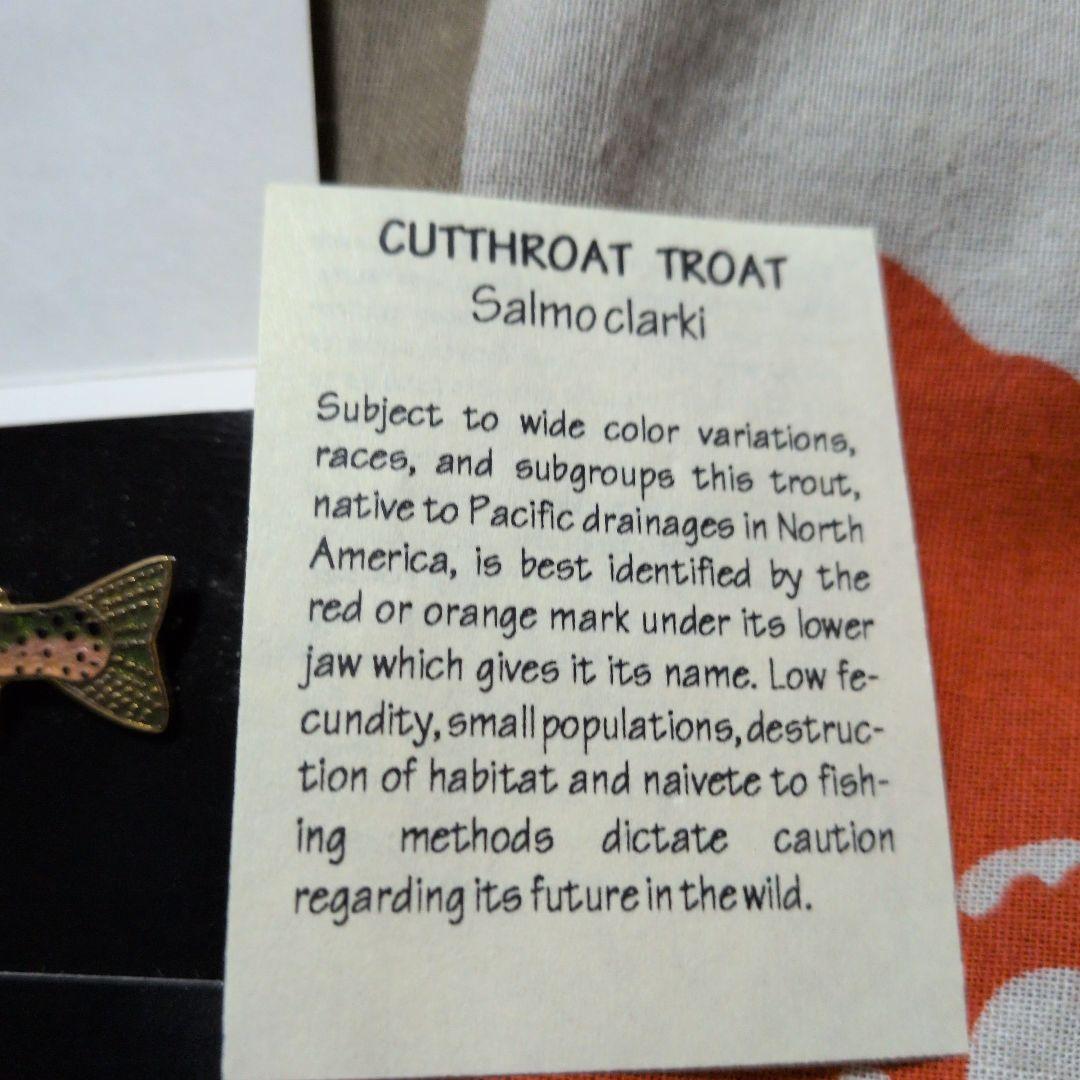 CUTTHROAT TROAT
Salmo clarki
Subject to wide color variations,
races, and subgroups this trout,
native to Pacific drainages in North
America, is best identified by the
red or orange mark under its lower
jaw which gives it its name. Low fe-
cundity, small populations, destruc-
tion of habitat and naivete to fish-
ing methods dictate caution
regarding its future in the wild.